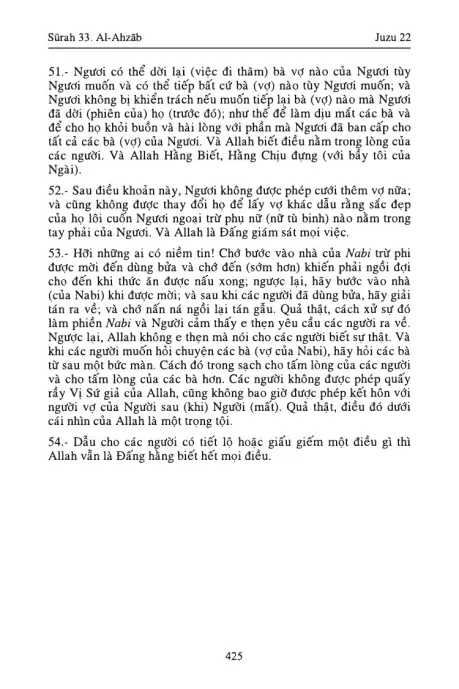 Sūrah 33. Al-Ahzāb Juzu 22
51.- Ngươi có thể dời lại (việc đi thăm) bà vợ nào của Ngươi tùy
Ngươi muốn và có thể tiếp bất cứ bà (vợ) nào tùy Ngươi muốn; và
Ngươi không bị khiển trách nếu muốn tiếp lại bà (vợ) nào mà Ngươi
đã dời (phiên của) họ (trước đó); như thế để làm dịu mắt các bà và
để cho họ khỏi buồn và hài lòng với phần mà Ngươi đã ban cấp cho
tất cả các bà (vợ) của Ngươi. Và Allah biết điều nằm trong lòng của
các người. Và Allah Hằng Biết, Hằng Chịu đựng (với bầy tôi của
Ngài).
52.- Sau điều khoản này, Ngươi không được phép cưới thêm vợ nữa;
và cũng không được thay đổi họ để lấy vợ khác dẫu rằng sắc đẹp
của họ lôi cuốn Ngươi ngoại trừ phụ nữ (nữ tù binh) nào nằm trong
tay phải của Ngươi. Và Allah là Đấng giám sát mọi việc.
53.- Hỡi những ai có niềm tin! Chớ bước vào nhà của Nabi trừ phi
được mời đến dùng bửa và chớ đến (sớm hơn) khiến phải ngồi đợi
cho đến khi thức ăn được nấu xong; ngược lại, hãy bước vào nhà
(của Nabi) khi được mời; và sau khi các người đã dùng bửa, hãy giải
tán ra về; và chớ nấn ná ngồi lại tán gẫu. Quả thật, cách xử sự đó
làm phiền Nabi và Người cảm thấy e thẹn yêu cầu các người ra về.
Ngược lại, Allah không e thẹn mà nói cho các người biết sự thật. Và
khi các người muốn hỏi chuyện các bà (vợ của Nabi), hãy hỏi các bà
từ sau một bức màn. Cách đó trong sạch cho tấm lòng của các người
và cho tấm lòng của các bà hơn. Các người không được phép quấy
rầy Vị Sứ giả của Allah, cũng không bao giờ được phép kết hôn với
người vợ của Người sau (khi) Người (mất). Quả thật, điều đó dưới
cái nhìn của Allah là một trọng tội.
54.- Dẫu cho các người có tiết lộ hoặc giấu giếm một điều gì thì
Allah vẫn là Đấng hằng biết hết mọi điều.
425